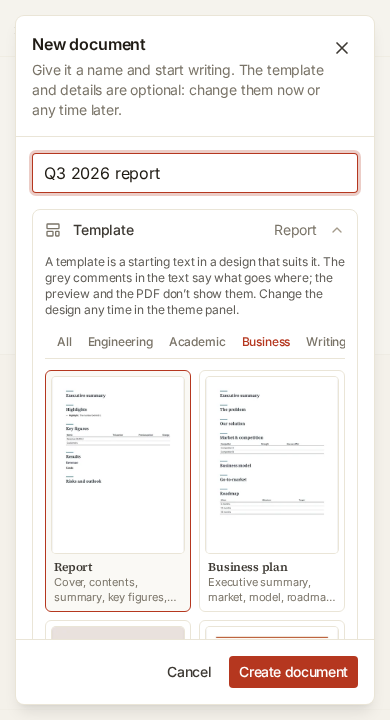 New document
Give it a name and start writing. The template
and details are optional: change them now or
any time later.
Q3 2026 report
Template
Report
A template is a starting text in a design that suits it. The
grey comments in the text say what goes where; the
preview and the PDF don't show them. Change the
design any time in the theme panel.
All Engineering Academic Business Writing
Executive summary
Highlights
Key figures
Results
Risks and outlook
Executive summary
The problem
Our solution
Market & competition
Business model
Go-to-market
Roadmap
Report
Cover, contents,
summary, key figures,...
Business plan
Executive summary,
market, model, roadma...
Cancel
Create document